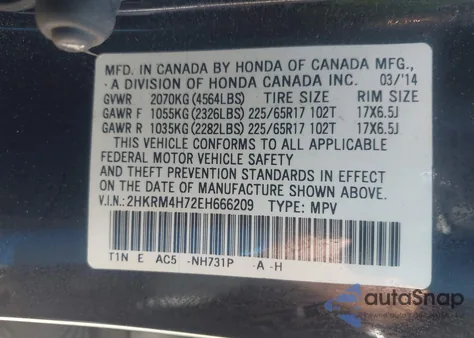 MFD. IN CANADA BY HONDA OF CANADA MFG.,
A DIVISION OF HONDA CANADA INC. 03/'14
GVWR 2070KG (4564LBS) TIRE SIZE RIM SIZE
GAWR F 1055KG (2326LBS) 225/65R17 102T 17X6.5J
GAWR R 1035KG (2282LBS) 225/65R17 102T 17X6.5J
THIS VEHICLE CONFORMS TO ALL APPLICABLE
FEDERAL MOTOR VEHICLE SAFETY
AND THEFT PREVENTION STANDARDS IN EFFECT
ON THE DATE OF MANUFACTURE SHOWN ABOVE.
V.I.N.: 2HKRM4H72EH666209 TYPE: MPV
T1N E AC5 -NH731P -A -H
autoSnap